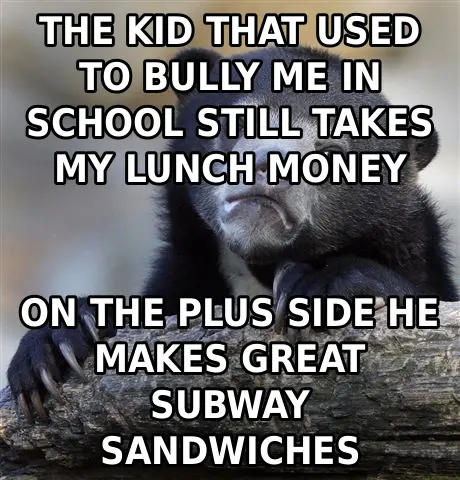 THE KID THAT USED
TO BULLY ME IN
SCHOOL STILL TAKES
MY LUNCH MONEY
ON THE PLUS SIDE HE
MAKES GREAT
SUBWAY
SANDWICHES